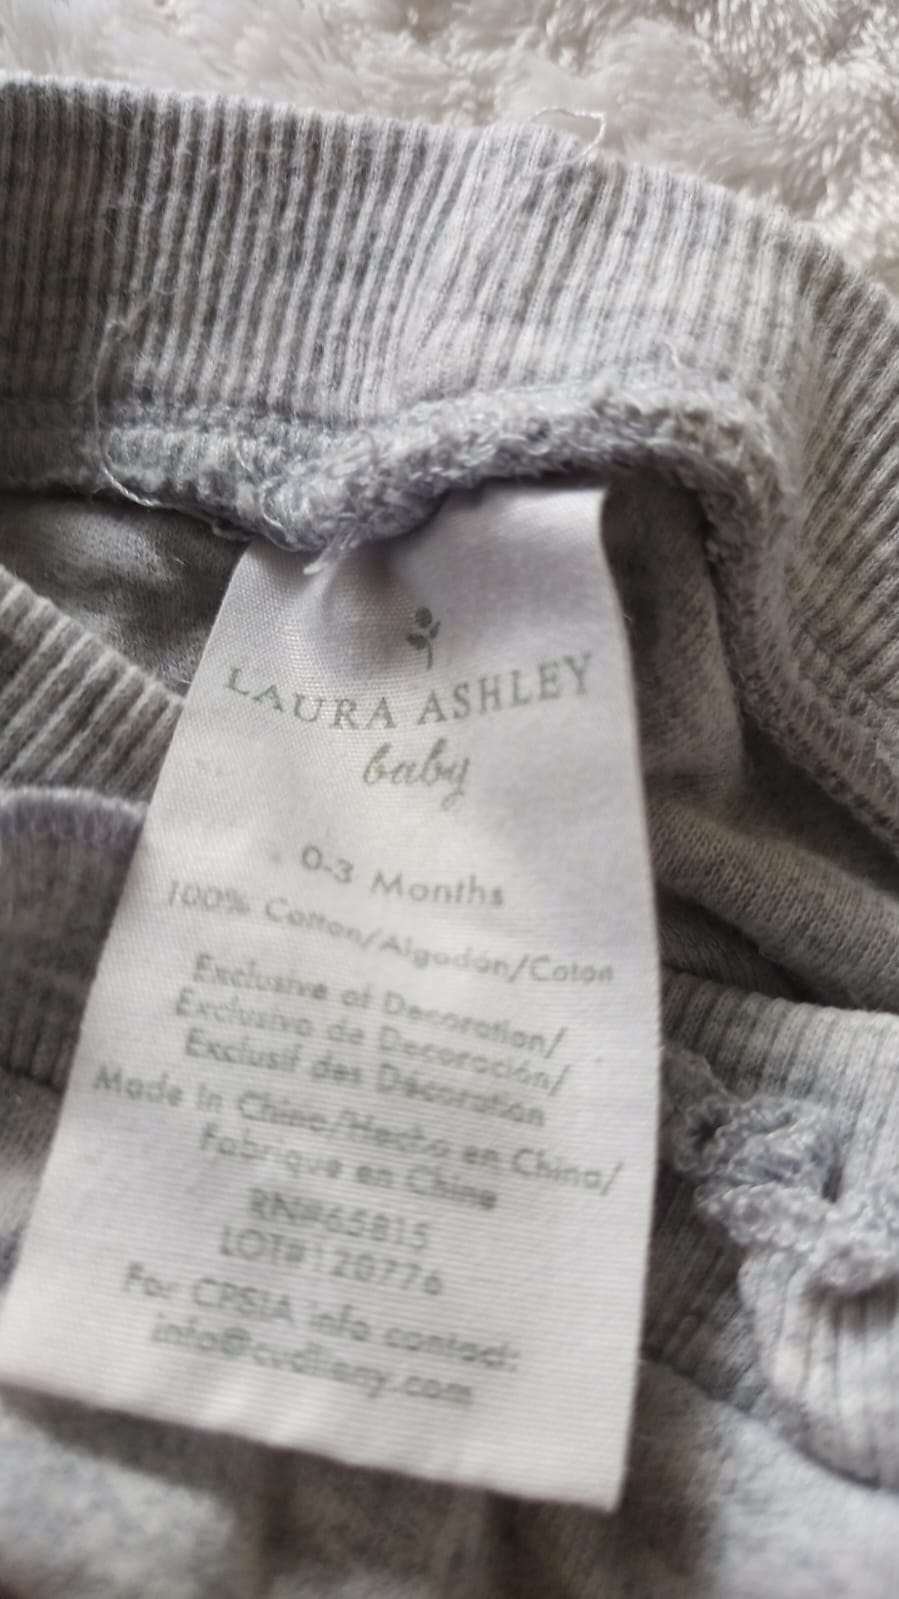 LAURA ASHLEY
baby
0-3 Months
100% Cotton/Algodón/Coton
Exclusive of Decoration/
Exclusivo de Decoración/
Exclusif des Décoration
Made in China/Hecho en China/
Fabrique en Chine
RN#65815
LOT#120776
For CPSIA info contact: